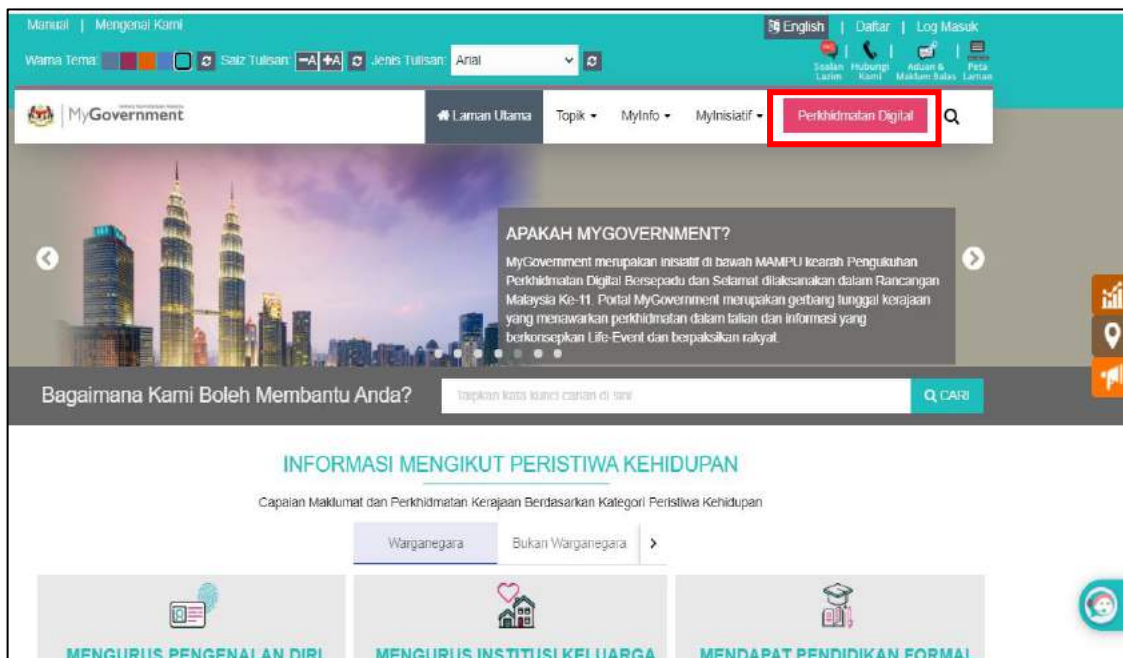 Manual | Mengenai Kami
English | Daftar | Log Masuk
Warna Tema: Saiz Tulisan: -A +A Jenis Tulisan: Arial
Soalan Lazim | Hubungi Kami | Aduan & Maklum Balas | Peta Laman
MyGovernment
Laman Utama Topik MyInfo MyInisiatif Perkhidmatan Digital
APAKAH MYGOVERNMENT?
MyGovernment merupakan inisiatif di bawah MAMPU kearah Pengukuhan
Perkhidmatan Digital Bersepadu dan Selamat dilaksanakan dalam Rancangan
Malaysia Ke-11. Portal MyGovernment merupakan gerbang tunggal kerajaan
yang menawarkan perkhidmatan dalam talian dan informasi yang
berkonsepkan Life-Event dan berpaksikan rakyat.
Bagaimana Kami Boleh Membantu Anda?
Taipkan kata kunci carian di sini
CARI
INFORMASI MENGIKUT PERISTIWA KEHIDUPAN
Capaian Maklumat dan Perkhidmatan Kerajaan Berdasarkan Kategori Peristiwa Kehidupan
Warganegara Bukan Warganegara
MENGURUS PENGENALAN DIRI MENGURUS INSTITUSI KELUARGA MENDAPAT PENDIDIKAN FORMAL